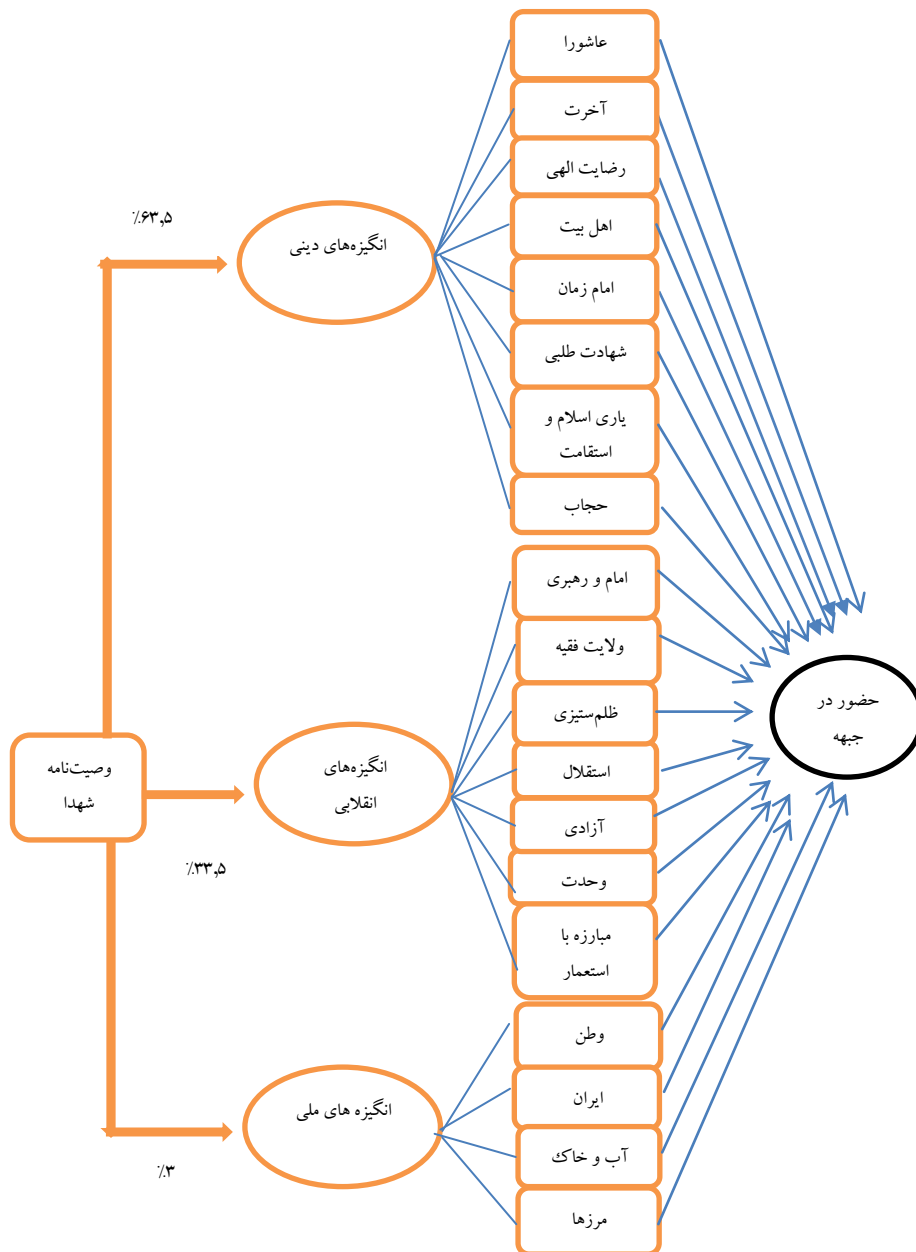 عاشورا
آخرت
رضایت الهی
اهل بیت
امام زمان
شهادت طلبی
یاری اسلام و
استقامت
حجاب
٪۶۳٫۵
انگیزه‌های دینی
امام و رهبری
ولایت فقیه
ظلم‌ستیزی
استقلال
آزادی
وحدت
مبارزه با
استعمار
حضور در
جبهه
انگیزه‌های
انقلابی
وصیت‌نامه
شهدا
٪۳۳٫۵
وطن
ایران
آب و خاک
مرزها
انگیزه های ملی
٪۳